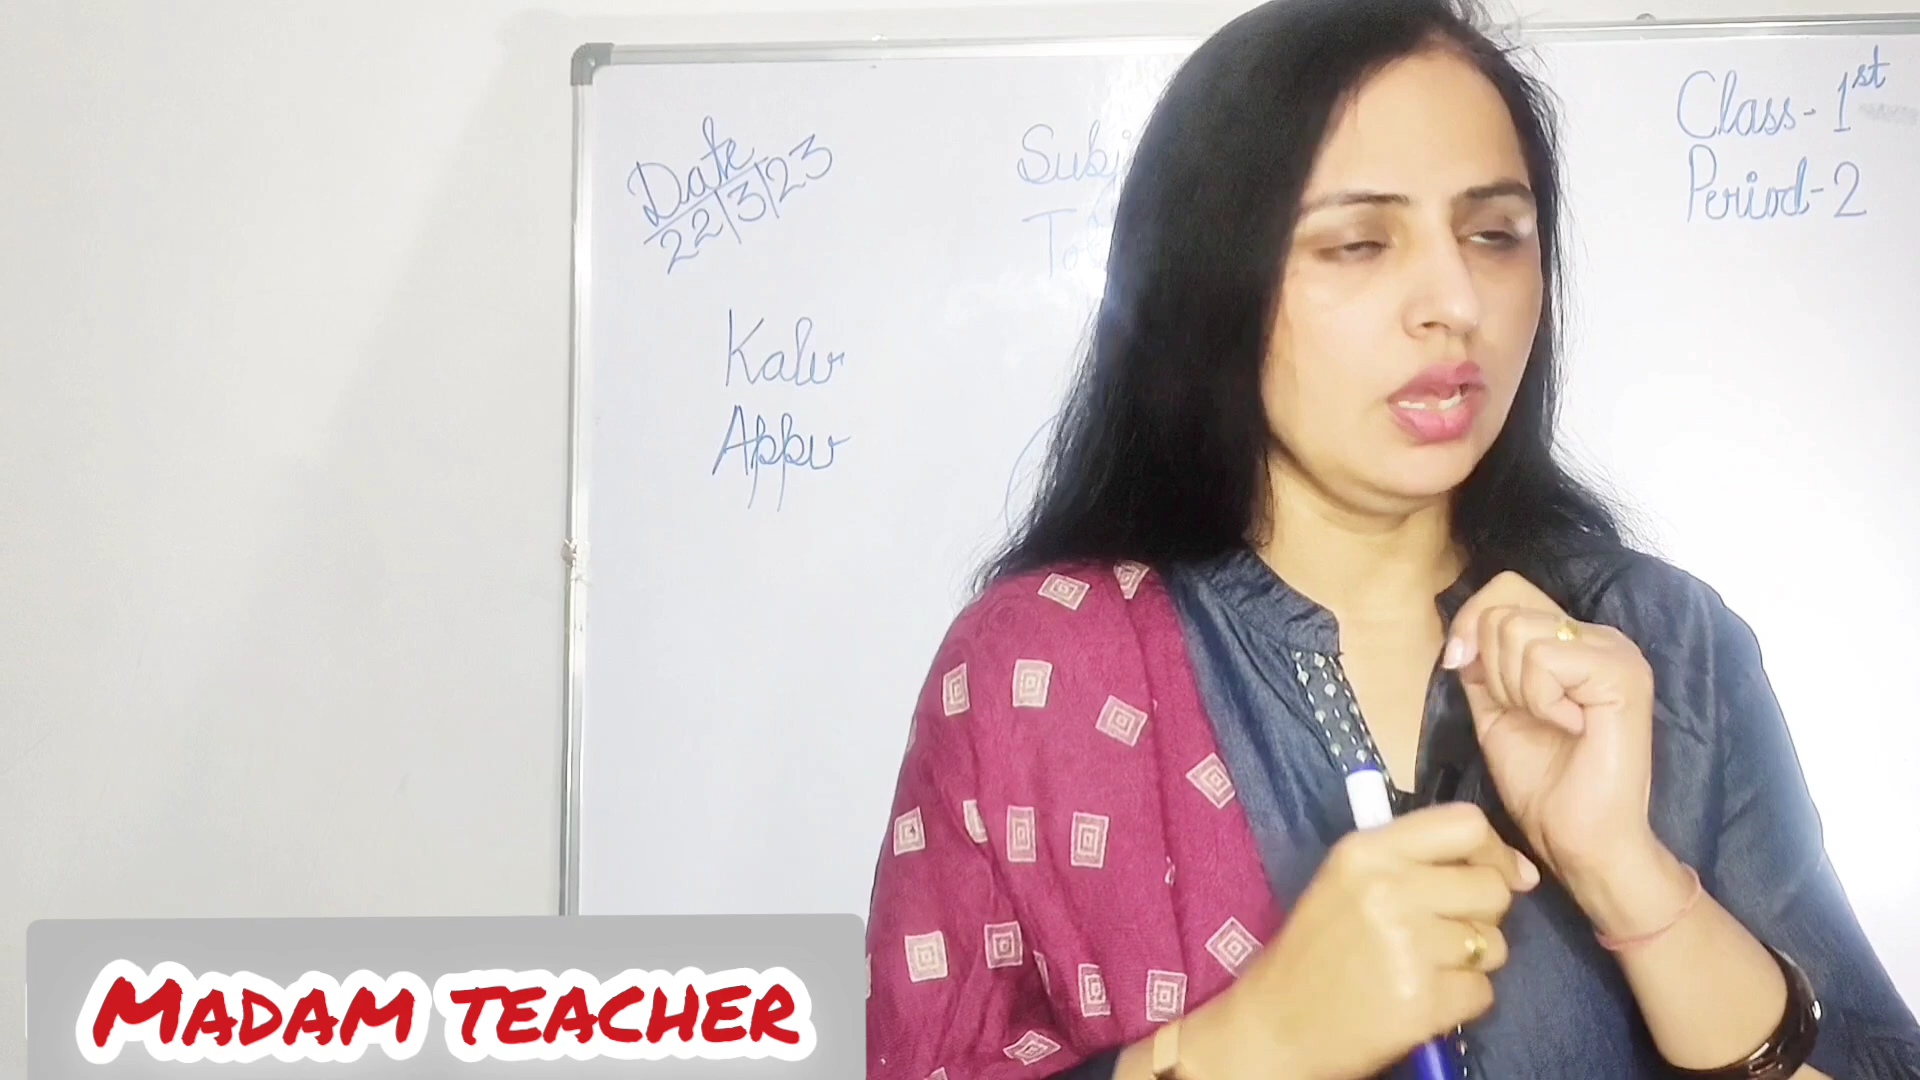 Date
22/3/23
Class-1st
Period-2
Kalu
Appu
MADAM TEACHER